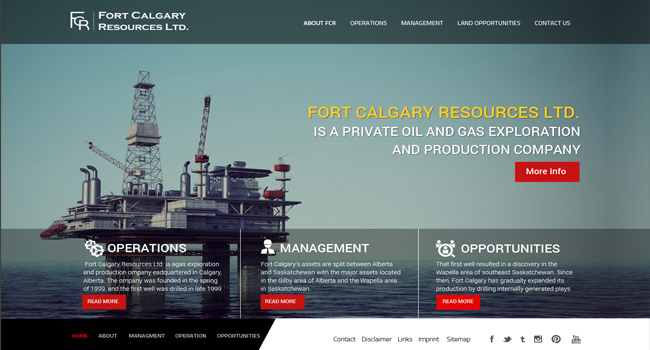 FCR
FORT CALGARY
RESOURCES LTD.
ABOUT FCR OPERATIONS MANAGEMENT LAND OPPORTUNITIES CONTACT US
FORT CALGARY RESOURCES LTD.
IS A PRIVATE OIL AND GAS EXPLORATION
AND PRODUCTION COMPANY
More Info
OPERATIONS
Fort Calgary Resources Ltd. is agas exploration
and production company eadquartered in Calgary,
Alberta. The ompany was founded in the spring
of 1999, and the first well was drilled in late 1999
READ MORE
MANAGEMENT
Fort Calgary's assets are split between Alberta
and Saskatchewan with the major assets located
in the Gilby area of Alberta and the Wapella area
in Saskatchewan.
READ MORE
OPPORTUNITIES
That first well resulted in a discovery in the
Wapella area of southeast Saskatchewan. Since
then, Fort Calgary has gradually expanded its
production by drilling internally generated plays
READ MORE
HOME ABOUT MANAGMENT OPERATION OPPORTUNITIES
Contact Disclaimer Links Imprint Sitemap